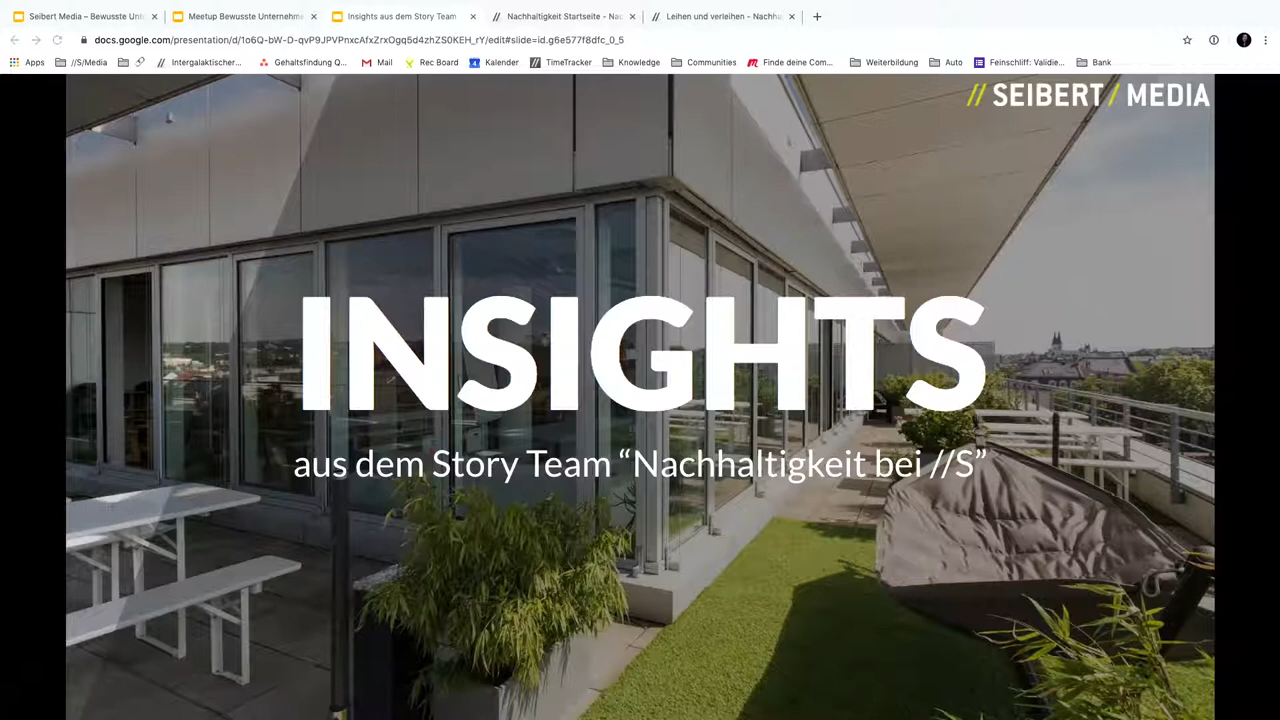 Seibert Media – Bewusste Unt
Meetup Bewusste Unternehme
Insights aus dem Story Team
Nachhaltigkeit Startseite - Nac
Leihen und verleihen - Nachha
docs.google.com/presentation/d/1o6Q-bW-D-qvP9JPVPnxcAfxZrxOgq5d4zhZS0KEH_rY/edit#slide=id.g6e577f8dfc_0_5
Apps
//S/Media
Intergalaktischer...
Gehaltsfindung Q...
Mail
Rec Board
Kalender
TimeTracker
Knowledge
Communities
Finde deine Com...
Weiterbildung
Auto
Feinschliff: Validie...
Bank
// SEIBERT / MEDIA
INSIGHTS
aus dem Story Team “Nachhaltigkeit bei //S”